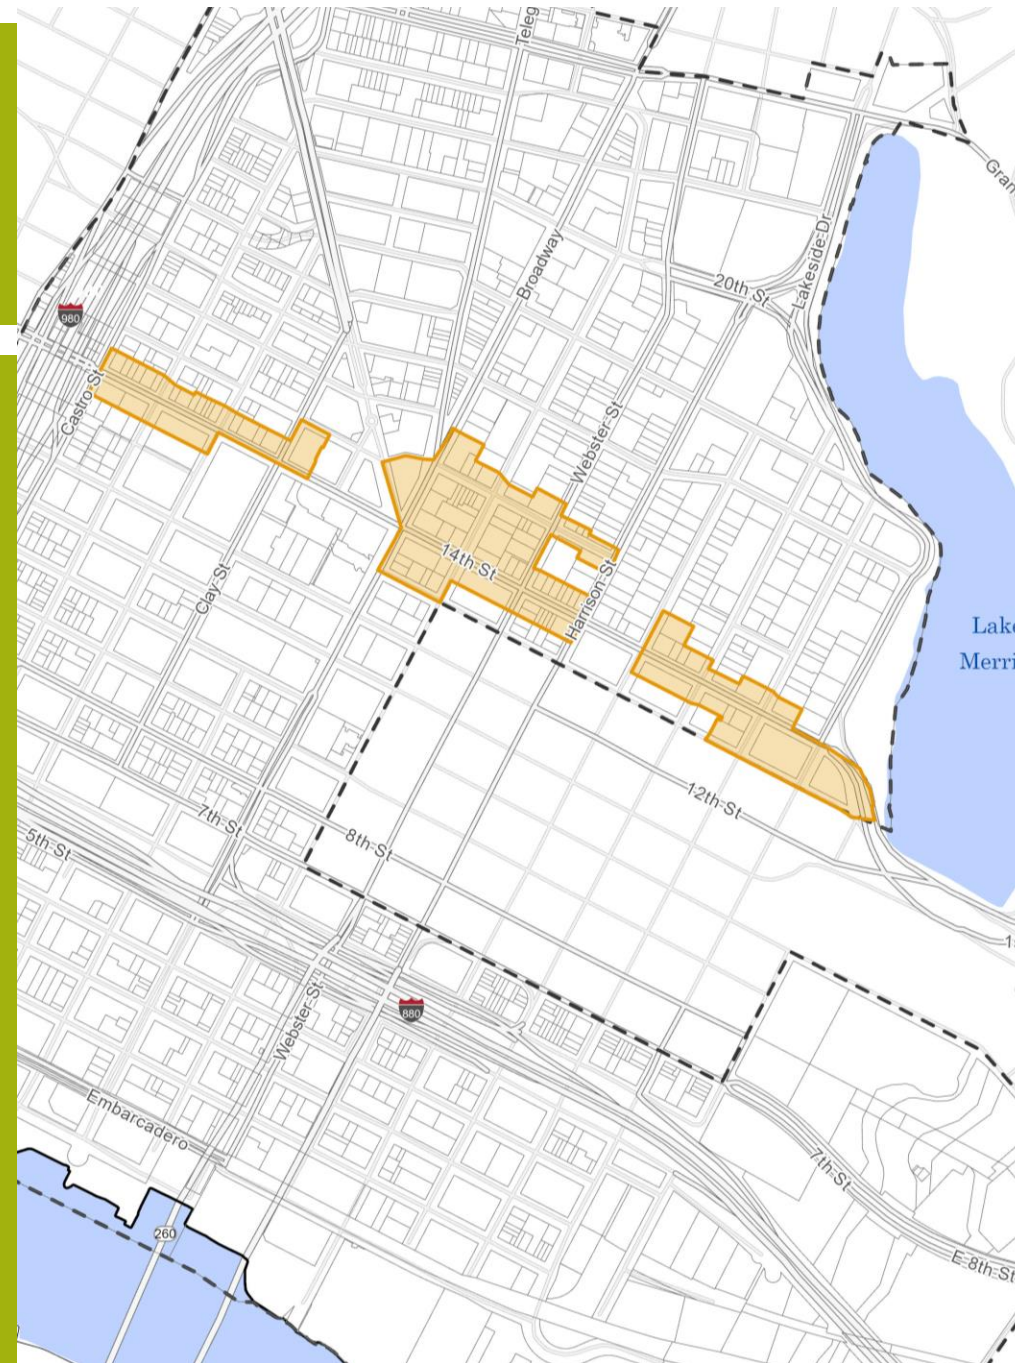 Teleg
Gran
Broadway
Lakeside Dr
20th St
980
Castro St
Webster St
14th St
Harrison St
Clay St
Lake
Merri
12th St
7th St
8th St
5th St
880
Webster St
Embarcadero
7th St
260
E 8th St
1